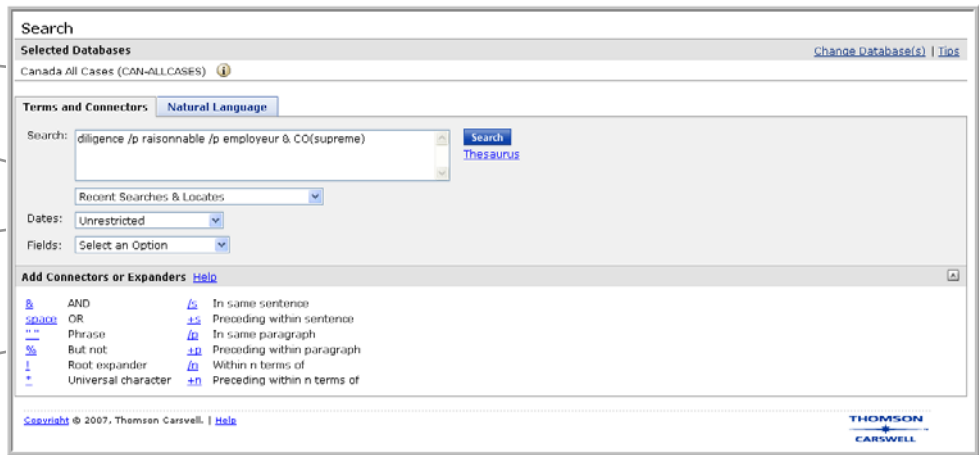 Search
Selected Databases Change Database(s) | Tips
Canada All Cases (CAN-ALLCASES)
Terms and Connectors Natural Language
Search: diligence /p raisonnable /p employeur & CO(supreme) Search
Thesaurus
Recent Searches & Locates
Dates: Unrestricted
Fields: Select an Option
Add Connectors or Expanders Help
& AND /s In same sentence
space OR +s Preceding within sentence
" " Phrase /p In same paragraph
% But not +p Preceding within paragraph
! Root expander /n Within n terms of
* Universal character +n Preceding within n terms of
Copyright © 2007, Thomson Carswell. | Help
THOMSON
CARSWELL